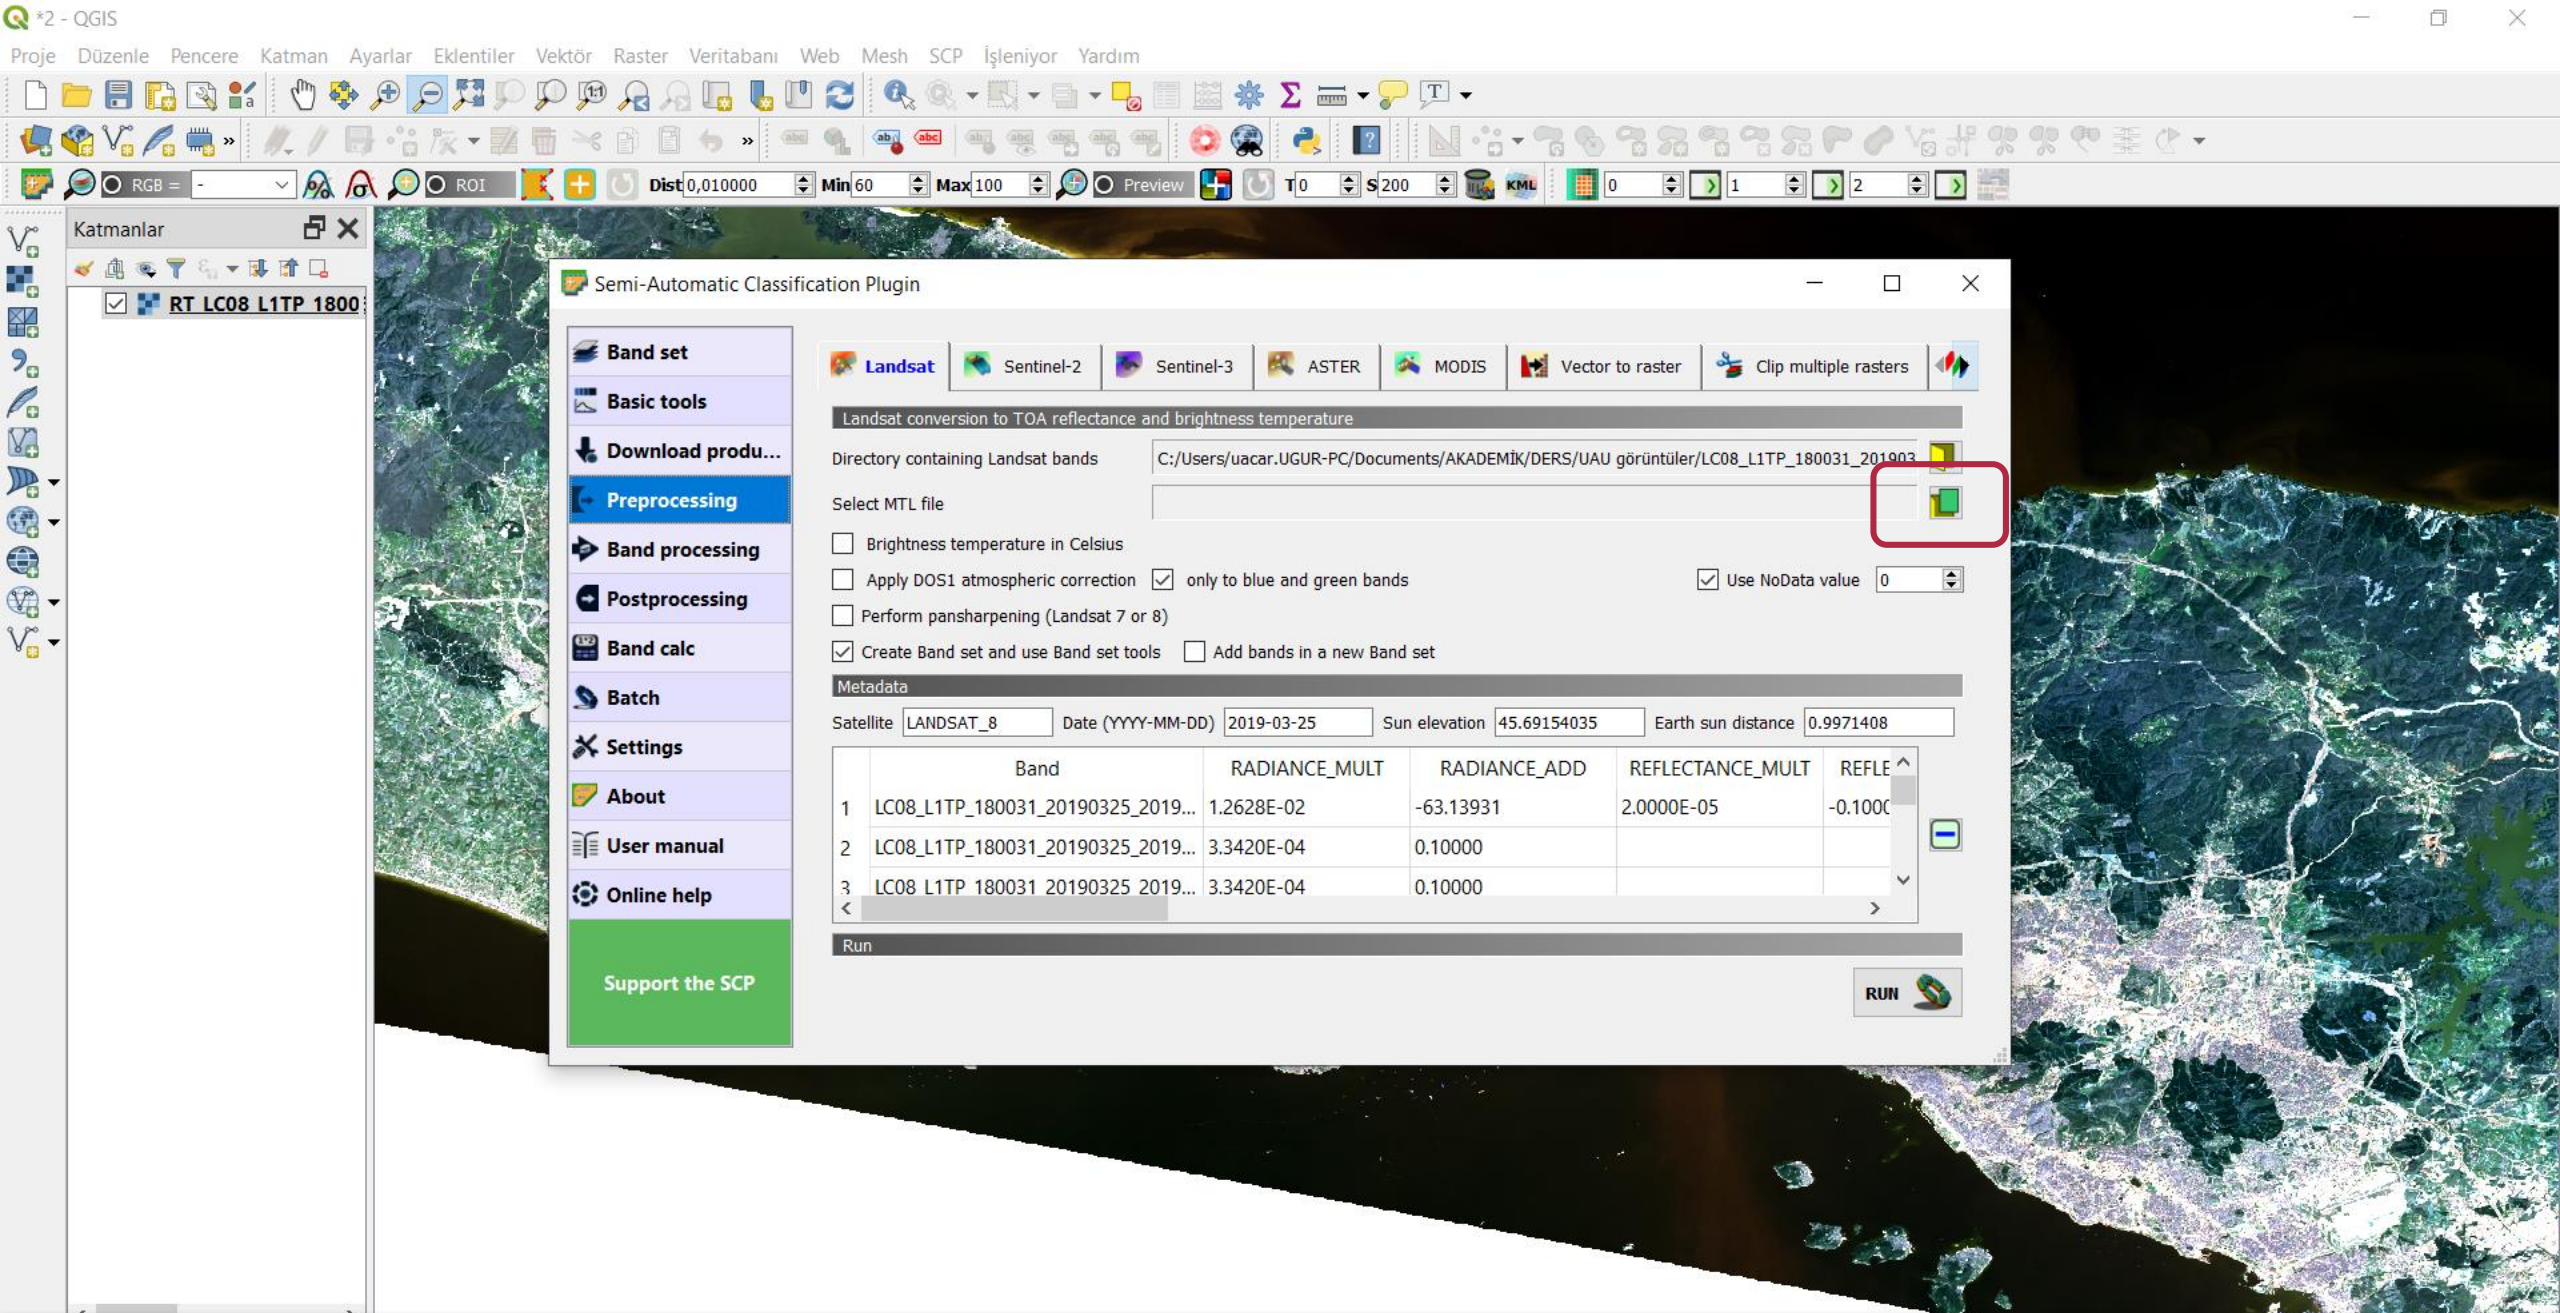 *2 - QGIS
Proje Düzenle Pencere Katman Ayarlar Eklentiler Vektör Raster Veritabanı Web Mesh SCP İşleniyor Yardım
RGB = - ROI Dist 0,010000 Min 60 Max 100 Preview T 0 S 200 KML 0 1 2
Katmanlar
RT LC08 L1TP 1800
Semi-Automatic Classification Plugin
Band set
Basic tools
Download produ...
Preprocessing
Band processing
Postprocessing
Band calc
Batch
Settings
About
User manual
Online help
Support the SCP
Landsat Sentinel-2 Sentinel-3 ASTER MODIS Vector to raster Clip multiple rasters
Landsat conversion to TOA reflectance and brightness temperature
Directory containing Landsat bands C:/Users/uacar.UGUR-PC/Documents/AKADEMİK/DERS/UAU görüntüler/LC08_L1TP_180031_201903
Select MTL file
Brightness temperature in Celsius
Apply DOS1 atmospheric correction only to blue and green bands Use NoData value 0
Perform pansharpening (Landsat 7 or 8)
Create Band set and use Band set tools Add bands in a new Band set
Metadata
Satellite LANDSAT_8 Date (YYYY-MM-DD) 2019-03-25 Sun elevation 45.69154035 Earth sun distance 0.9971408
Band RADIANCE_MULT RADIANCE_ADD REFLECTANCE_MULT REFLE
1 LC08_L1TP_180031_20190325_2019... 1.2628E-02 -63.13931 2.0000E-05 -0.1000
2 LC08_L1TP_180031_20190325_2019... 3.3420E-04 0.10000
3 LC08_L1TP_180031_20190325_2019... 3.3420E-04 0.10000
Run
RUN